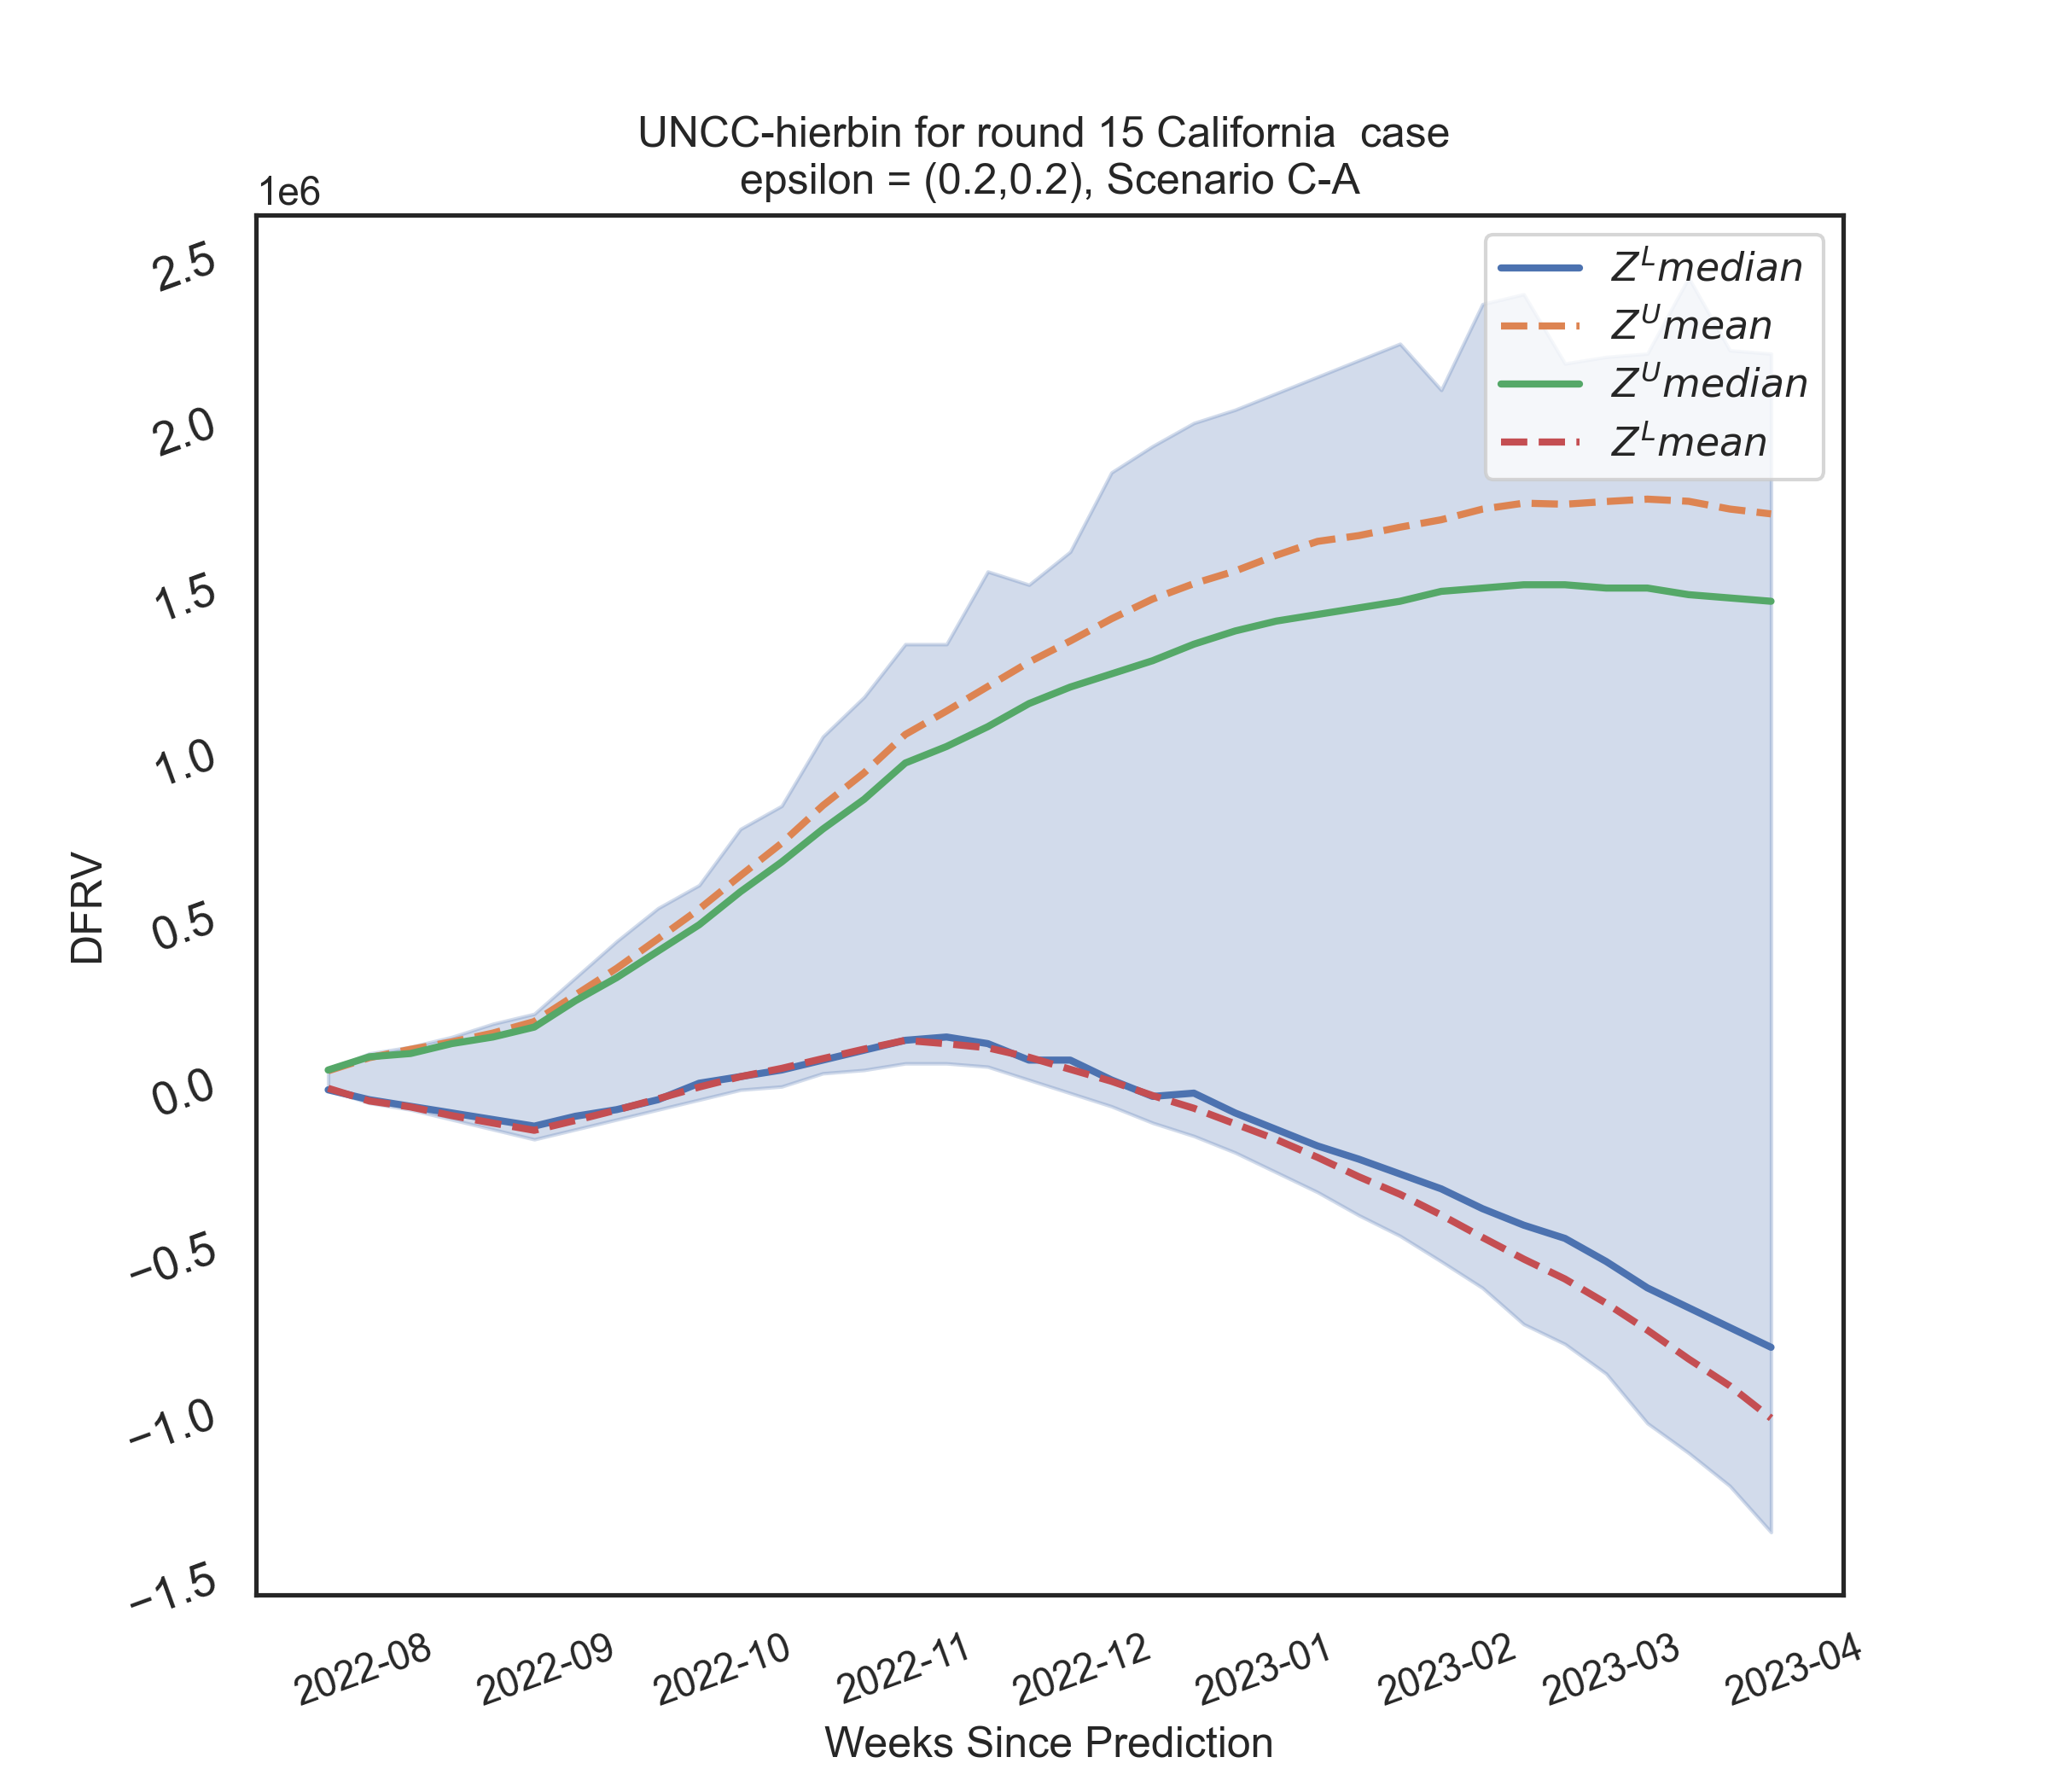 UNCC-hierbin for round 15 California  case
epsilon = (0.2,0.2), Scenario C-A
1e6
2.5
2.0
1.5
1.0
0.5
0.0
−0.5
−1.0
−1.5
DFRV
Z^L median
Z^U mean
Z^U median
Z^L mean
2022-08 2022-09 2022-10 2022-11 2022-12 2023-01 2023-02 2023-03 2023-04
Weeks Since Prediction